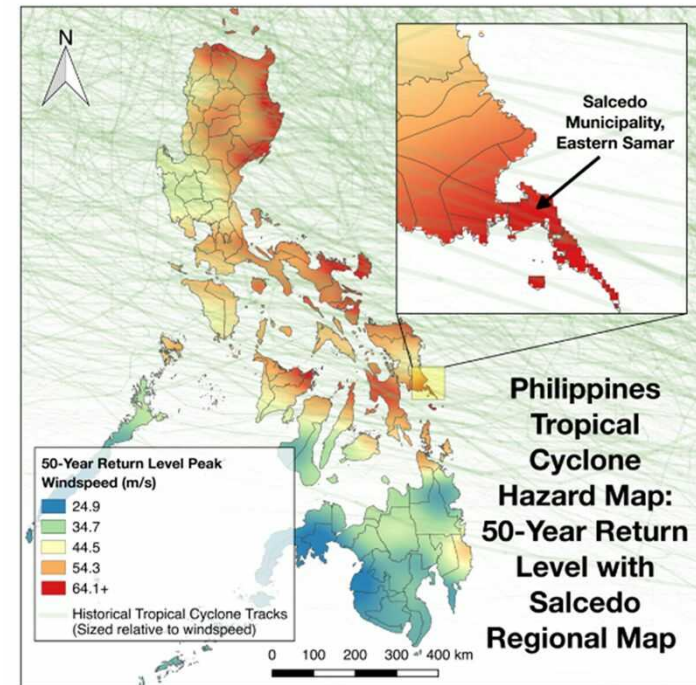 N
Salcedo
Municipality,
Eastern Samar
Philippines
Tropical
Cyclone
Hazard Map:
50-Year Return
Level with
Salcedo
Regional Map
50-Year Return Level Peak
Windspeed (m/s)
24.9
34.7
44.5
54.3
64.1+
Historical Tropical Cyclone Tracks
(Sized relative to windspeed)
0 100 200 300 400 km